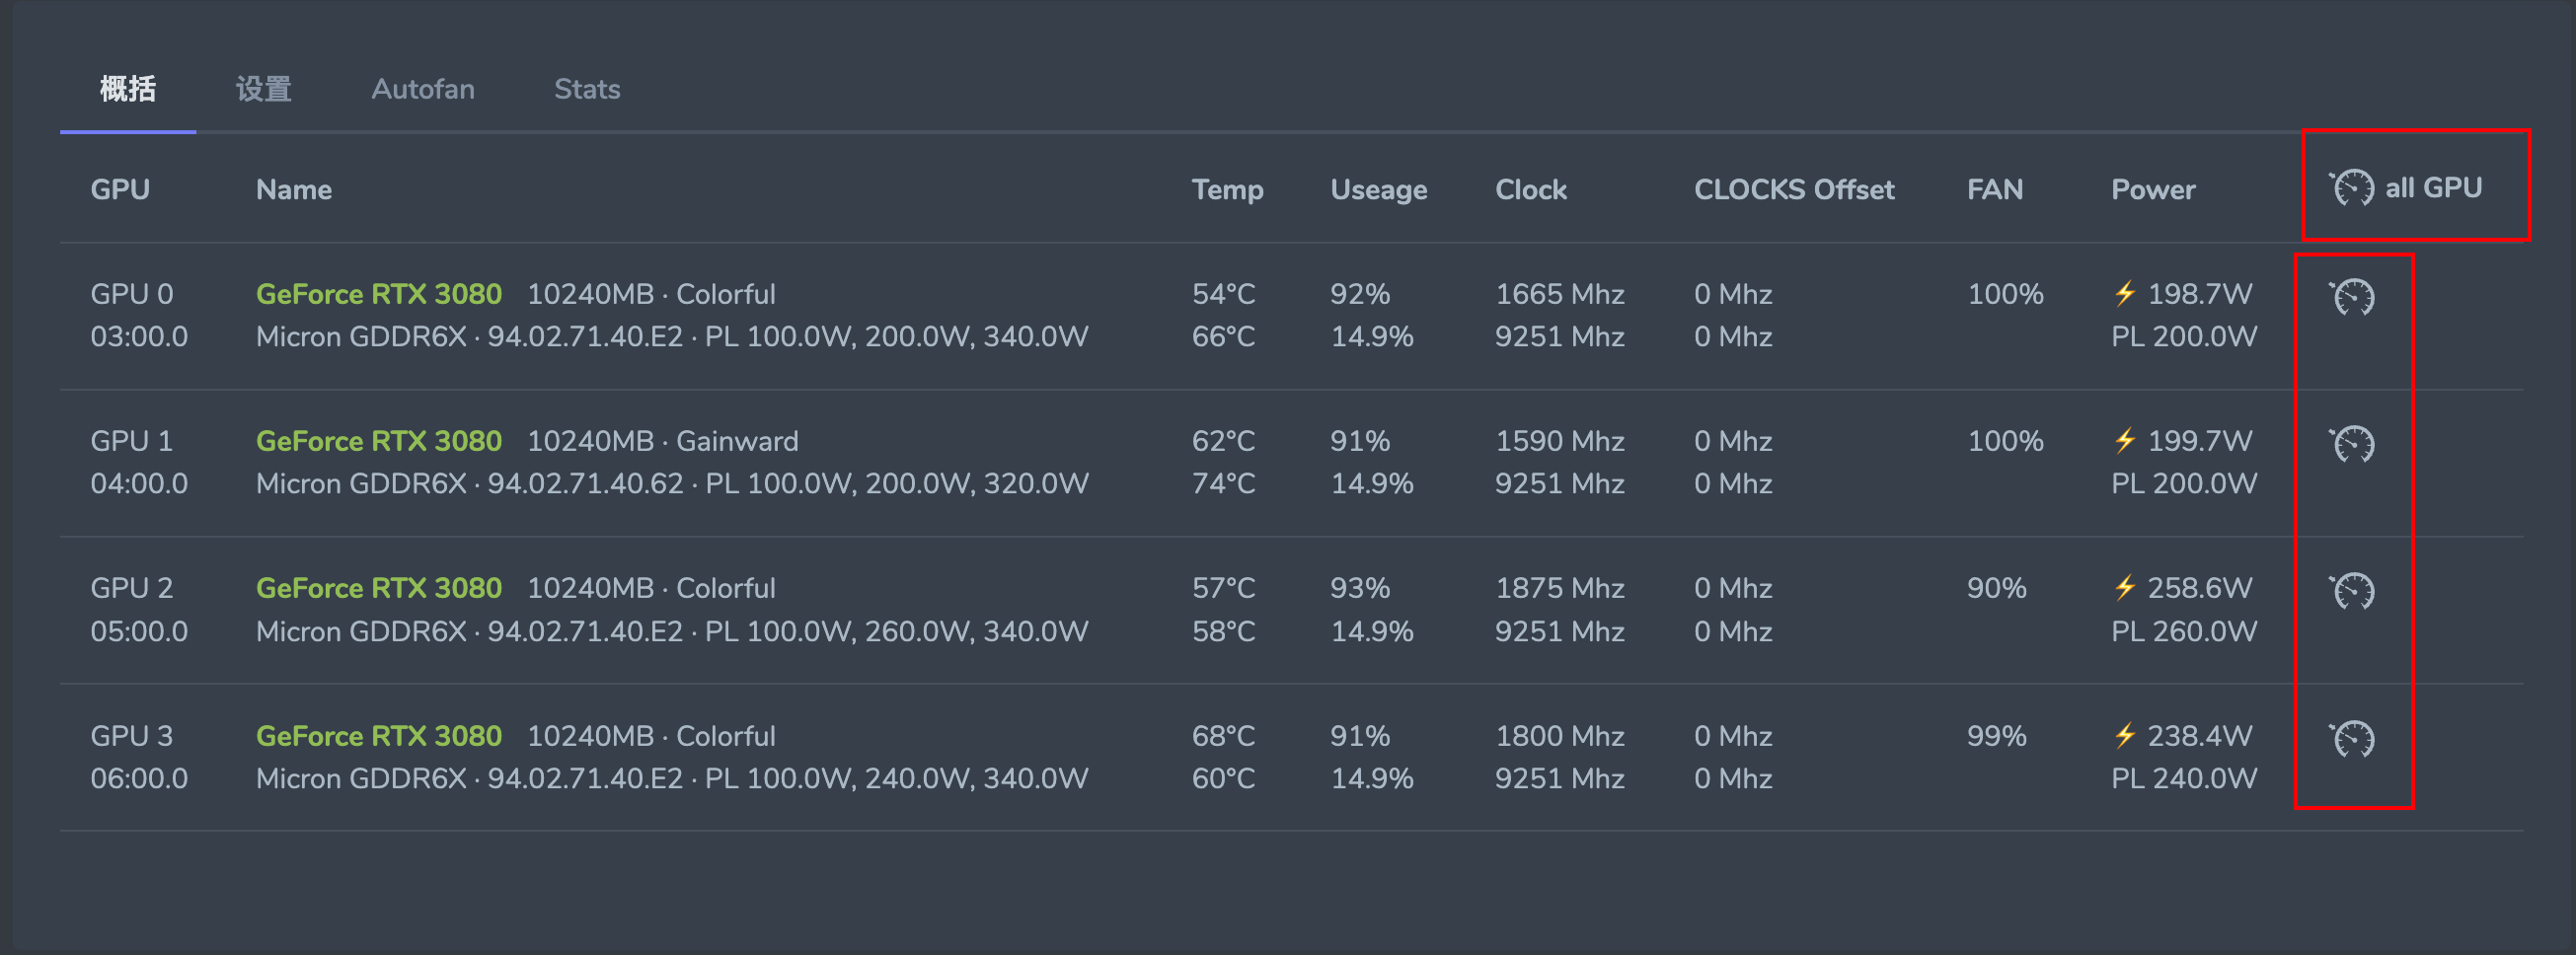 概括 设置 Autofan Stats
GPU Name Temp Useage Clock CLOCKS Offset FAN Power all GPU
GPU 0 GeForce RTX 3080 10240MB · Colorful 54°C 92% 1665 Mhz 0 Mhz 100% ⚡ 198.7W
03:00.0 Micron GDDR6X · 94.02.71.40.E2 · PL 100.0W, 200.0W, 340.0W 66°C 14.9% 9251 Mhz 0 Mhz PL 200.0W
GPU 1 GeForce RTX 3080 10240MB · Gainward 62°C 91% 1590 Mhz 0 Mhz 100% ⚡ 199.7W
04:00.0 Micron GDDR6X · 94.02.71.40.62 · PL 100.0W, 200.0W, 320.0W 74°C 14.9% 9251 Mhz 0 Mhz PL 200.0W
GPU 2 GeForce RTX 3080 10240MB · Colorful 57°C 93% 1875 Mhz 0 Mhz 90% ⚡ 258.6W
05:00.0 Micron GDDR6X · 94.02.71.40.E2 · PL 100.0W, 260.0W, 340.0W 58°C 14.9% 9251 Mhz 0 Mhz PL 260.0W
GPU 3 GeForce RTX 3080 10240MB · Colorful 68°C 91% 1800 Mhz 0 Mhz 99% ⚡ 238.4W
06:00.0 Micron GDDR6X · 94.02.71.40.E2 · PL 100.0W, 240.0W, 340.0W 60°C 14.9% 9251 Mhz 0 Mhz PL 240.0W